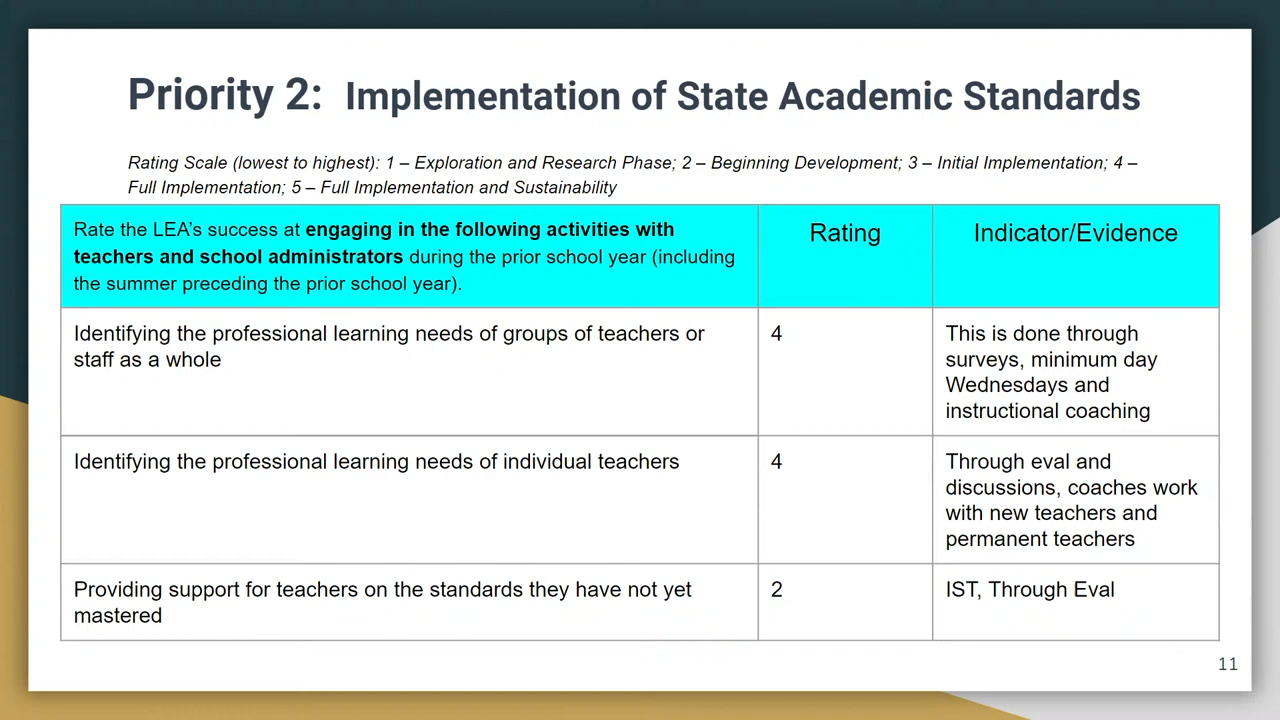 Priority 2: Implementation of State Academic Standards
Rating Scale (lowest to highest): 1 – Exploration and Research Phase; 2 – Beginning Development; 3 – Initial Implementation; 4 –
Full Implementation; 5 – Full Implementation and Sustainability
Rate the LEA's success at engaging in the following activities with
teachers and school administrators during the prior school year (including
the summer preceding the prior school year).
Rating
Indicator/Evidence
Identifying the professional learning needs of groups of teachers or
staff as a whole
4
This is done through
surveys, minimum day
Wednesdays and
instructional coaching
Identifying the professional learning needs of individual teachers
4
Through eval and
discussions, coaches work
with new teachers and
permanent teachers
Providing support for teachers on the standards they have not yet
mastered
2
IST, Through Eval
11